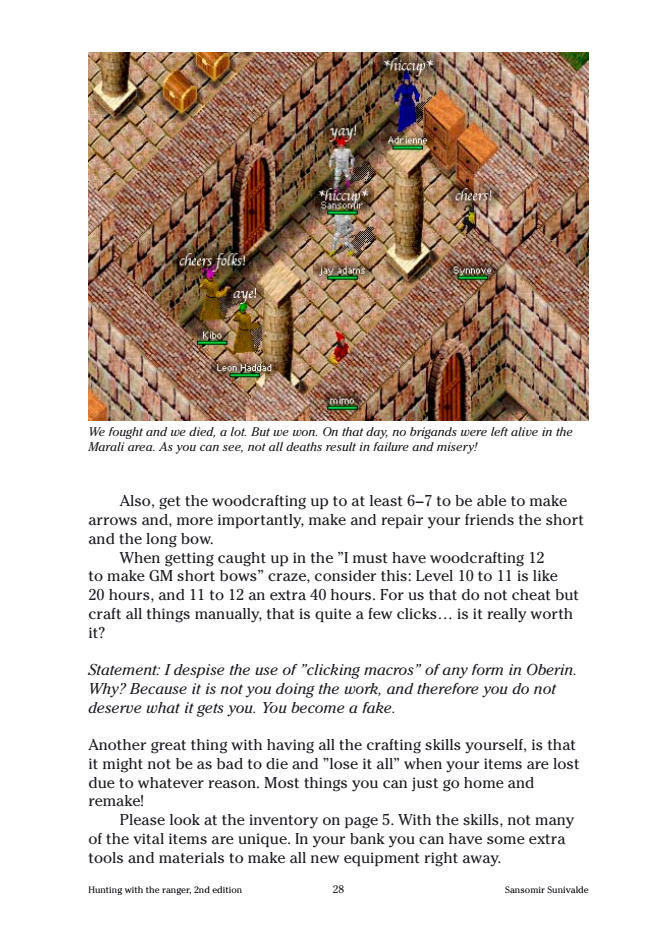 *hiccup*
Adrienne
yay!
*hiccup*
Sansomir
cheers!
jay adams
Synnove
cheers folks!
aye!
Kibo
Leon Haddad
mimo
We fought and we died, a lot. But we won. On that day, no brigands were left alive in the
Marali area. As you can see, not all deaths result in failure and misery!
Also, get the woodcrafting up to at least 6–7 to be able to make
arrows and, more importantly, make and repair your friends the short
and the long bow.
When getting caught up in the ”I must have woodcrafting 12
to make GM short bows” craze, consider this: Level 10 to 11 is like
20 hours, and 11 to 12 an extra 40 hours. For us that do not cheat but
craft all things manually, that is quite a few clicks… is it really worth
it?
Statement: I despise the use of ”clicking macros” of any form in Oberin.
Why? Because it is not you doing the work, and therefore you do not
deserve what it gets you. You become a fake.
Another great thing with having all the crafting skills yourself, is that
it might not be as bad to die and ”lose it all” when your items are lost
due to whatever reason. Most things you can just go home and
remake!
Please look at the inventory on page 5. With the skills, not many
of the vital items are unique. In your bank you can have some extra
tools and materials to make all new equipment right away.
Hunting with the ranger, 2nd edition 28 Sansomir Sunivalde